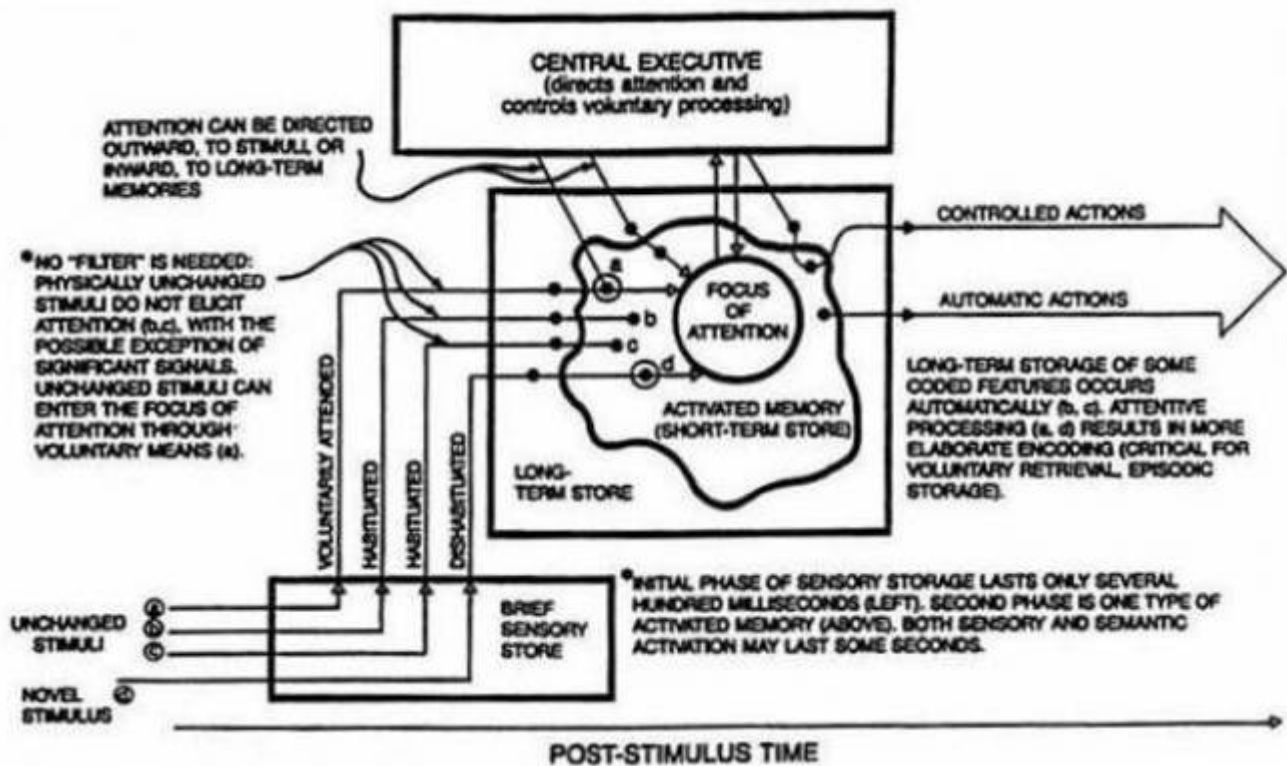 CENTRAL EXECUTIVE
(directs attention and
controls voluntary processing)
ATTENTION CAN BE DIRECTED
OUTWARD, TO STIMULI OR
INWARD, TO LONG-TERM
MEMORIES
CONTROLLED ACTIONS
NO "FILTER" IS NEEDED:
PHYSICALLY UNCHANGED
STIMULI DO NOT ELICIT
ATTENTION (b,c), WITH THE
POSSIBLE EXCEPTION OF
SIGNIFICANT SIGNALS.
UNCHANGED STIMULI CAN
ENTER THE FOCUS OF
ATTENTION THROUGH
VOLUNTARY MEANS (a).
a
b
c
d
FOCUS
OF
ATTENTION
AUTOMATIC ACTIONS
ACTIVATED MEMORY
(SHORT-TERM STORE)
LONG-
TERM STORE
LONG-TERM STORAGE OF SOME
CODED FEATURES OCCURS
AUTOMATICALLY (b, c). ATTENTIVE
PROCESSING (a, d) RESULTS IN MORE
ELABORATE ENCODING (CRITICAL FOR
VOLUNTARY RETRIEVAL, EPISODIC
STORAGE).
VOLUNTARILY ATTENDED
HABITUATED
HABITUATED
DISHABITUATED
UNCHANGED
STIMULI
a
b
c
NOVEL d
STIMULUS
BRIEF
SENSORY
STORE
INITIAL PHASE OF SENSORY STORAGE LASTS ONLY SEVERAL
HUNDRED MILLISECONDS (LEFT). SECOND PHASE IS ONE TYPE OF
ACTIVATED MEMORY (ABOVE). BOTH SENSORY AND SEMANTIC
ACTIVATION MAY LAST SOME SECONDS.
POST-STIMULUS TIME